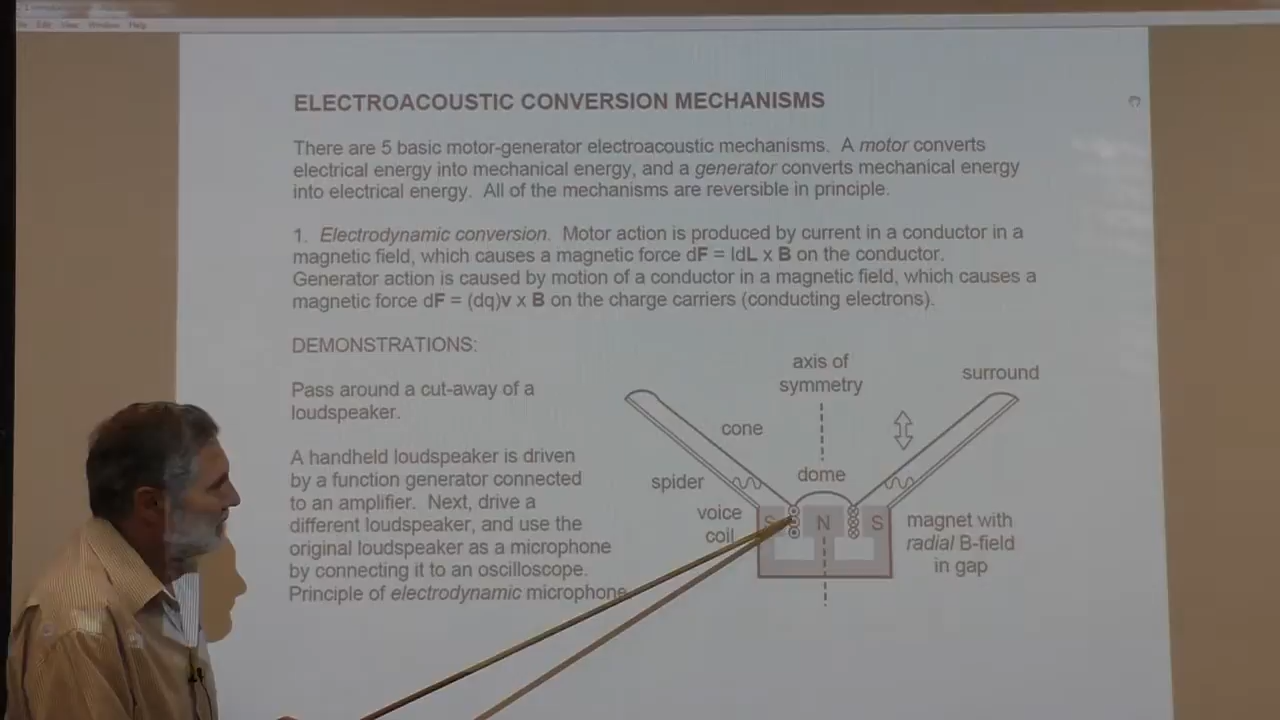 File Edit View Window Help
ELECTROACOUSTIC CONVERSION MECHANISMS
There are 5 basic motor-generator electroacoustic mechanisms. A motor converts
electrical energy into mechanical energy, and a generator converts mechanical energy
into electrical energy. All of the mechanisms are reversible in principle.
1. Electrodynamic conversion. Motor action is produced by current in a conductor in a
magnetic field, which causes a magnetic force dF = IdL x B on the conductor.
Generator action is caused by motion of a conductor in a magnetic field, which causes a
magnetic force dF = (dq)v x B on the charge carriers (conducting electrons).
DEMONSTRATIONS:
Pass around a cut-away of a
loudspeaker.
A handheld loudspeaker is driven
by a function generator connected
to an amplifier. Next, drive a
different loudspeaker, and use the
original loudspeaker as a microphone
by connecting it to an oscilloscope.
Principle of electrodynamic microphone
axis of
symmetry
surround
cone
dome
spider
voice
coil
S N S
magnet with
radial B-field
in gap